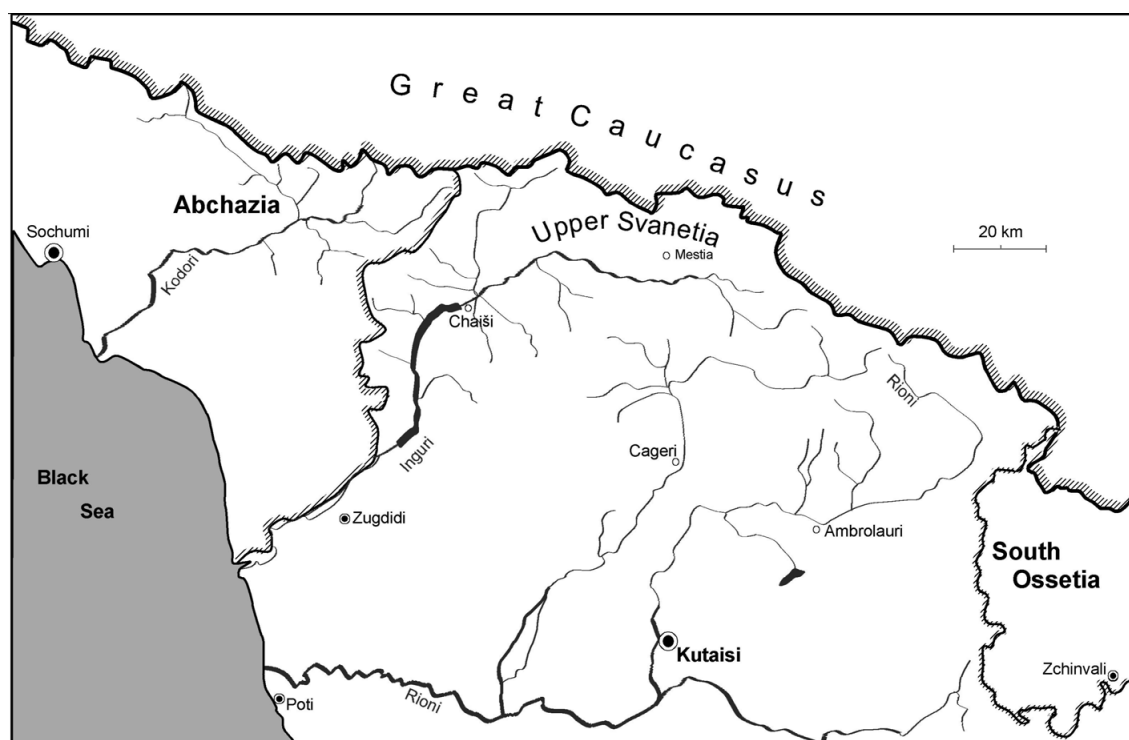 Great Caucasus
Abchazia
Upper Svanetia
Sochumi
20 km
Mestia
Kodori
Chaiši
Rioni
Inguri
Cageri
Black
Sea
Zugdidi
Ambrolauri
South
Ossetia
Kutaisi
Zchinvali
Rioni
Poti